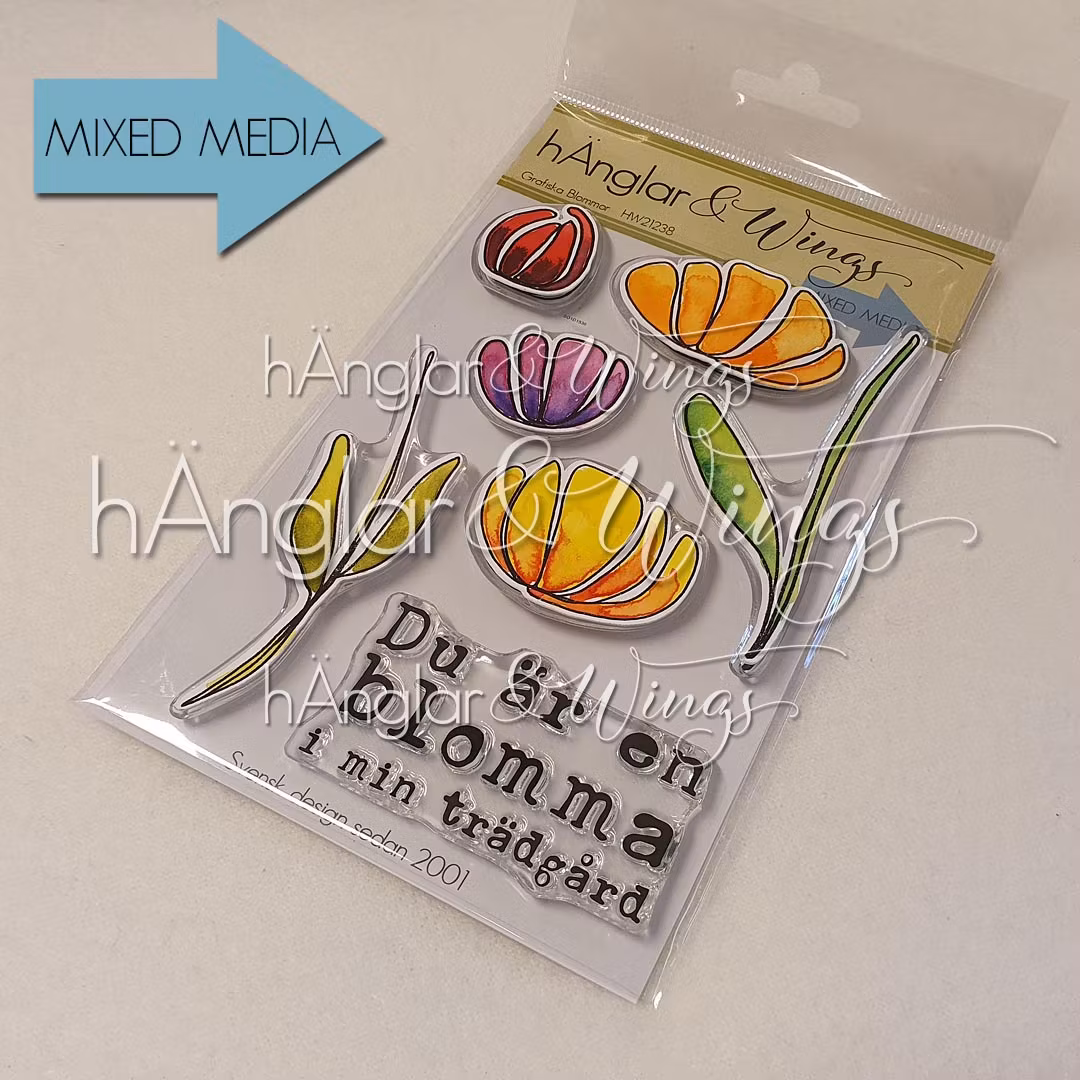 MIXED MEDIA
hÄnglar & Wings
Grafiska Blommor HW21238
MIXED MEDIA
hÄnglar & Wings
hÄnglar & Wings
hÄnglar & Wings
Du är en
blomma
i min trädgård
Svensk design sedan 2001